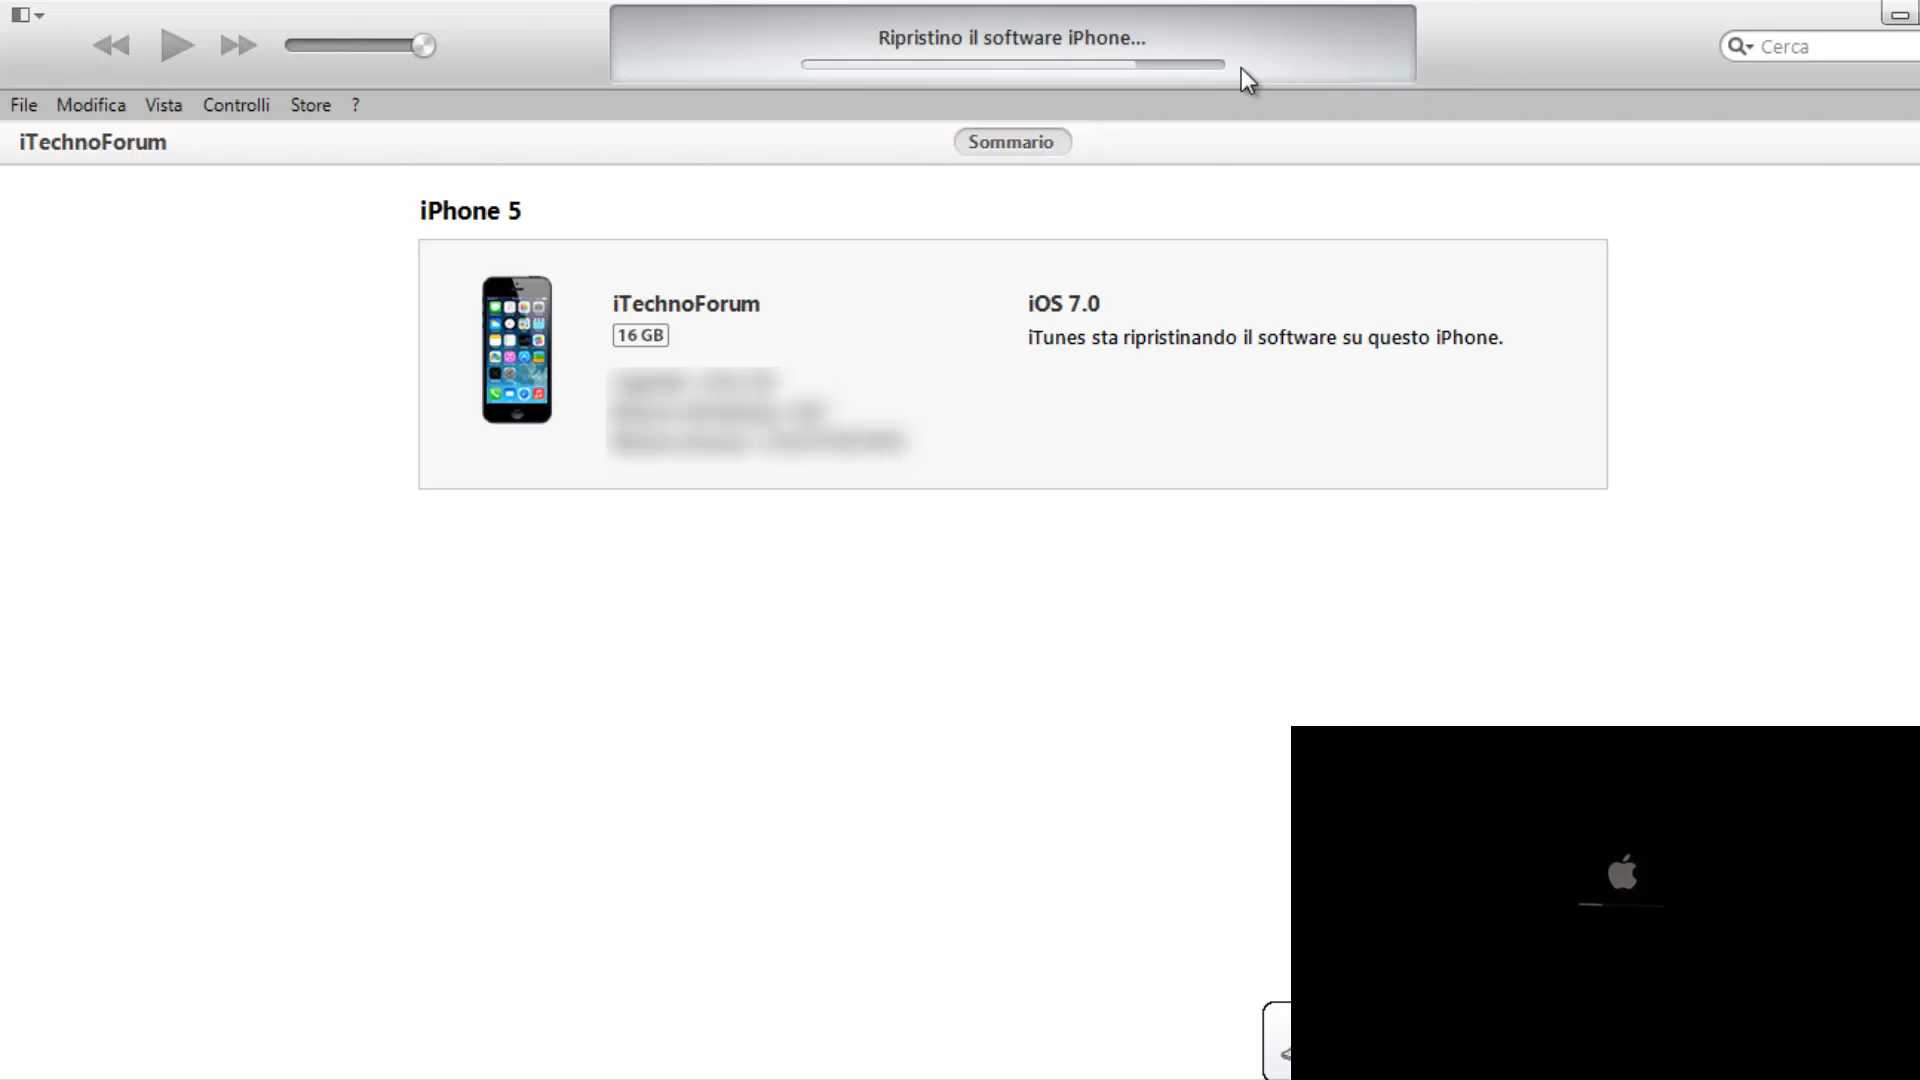 Ripristino il software iPhone...
Cerca
File Modifica Vista Controlli Store ?
iTechnoForum
Sommario
iPhone 5
iTechnoForum
iOS 7.0
16 GB
iTunes sta ripristinando il software su questo iPhone.